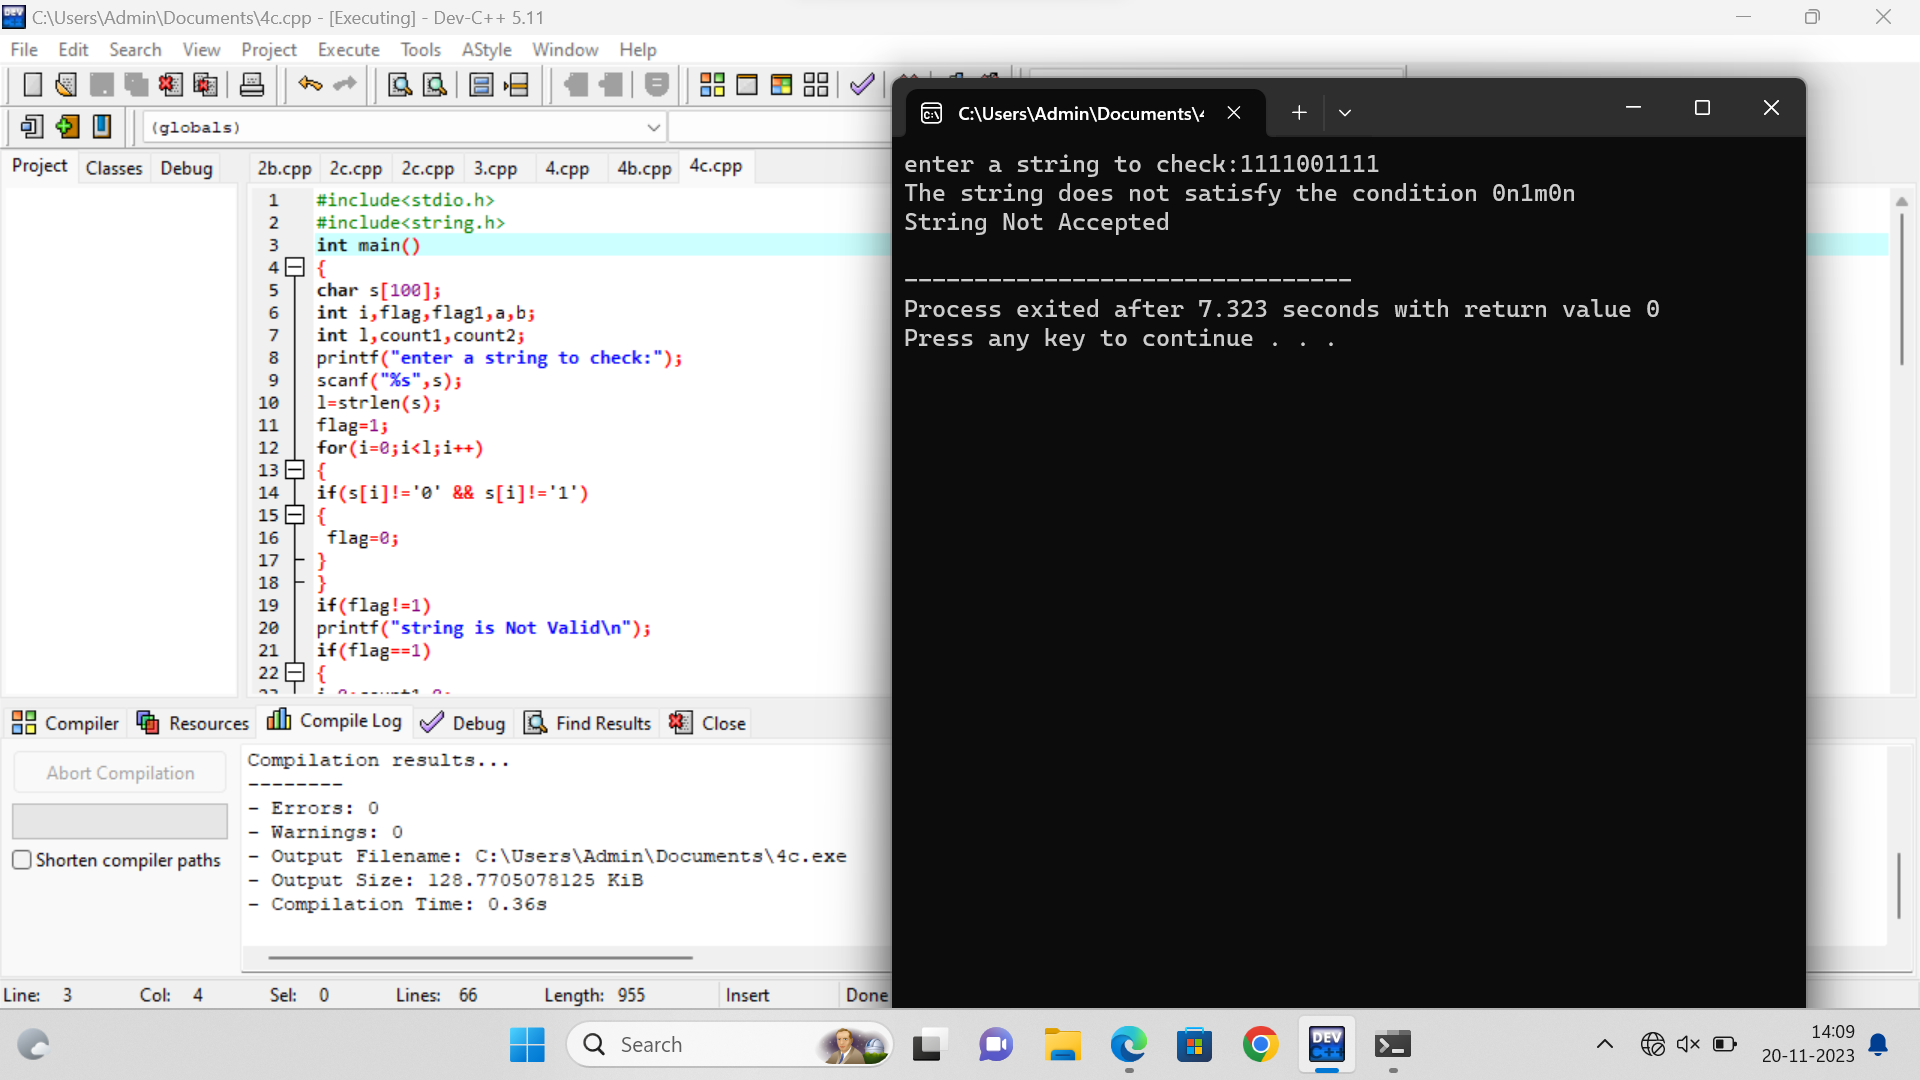 C:\Users\Admin\Documents\4c.cpp - [Executing] - Dev-C++ 5.11
File Edit Search View Project Execute Tools AStyle Window Help
(globals)
Project Classes Debug
2b.cpp 2c.cpp 2c.cpp 3.cpp 4.cpp 4b.cpp 4c.cpp
1 #include<stdio.h>
2 #include<string.h>
3 int main()
4 {
5 char s[100];
6 int i,flag,flag1,a,b;
7 int l,count1,count2;
8 printf("enter a string to check:");
9 scanf("%s",s);
10 l=strlen(s);
11 flag=1;
12 for(i=0;i<l;i++)
13 {
14 if(s[i]!='0' && s[i]!='1')
15 {
16 flag=0;
17 }
18 }
19 if(flag!=1)
20 printf("string is Not Valid\n");
21 if(flag==1)
22 {
C:\Users\Admin\Documents\4
enter a string to check:1111001111
The string does not satisfy the condition 0n1m0n
String Not Accepted
--------------------------------
Process exited after 7.323 seconds with return value 0
Press any key to continue . . .
Compiler Resources Compile Log Debug Find Results Close
Abort Compilation
Shorten compiler paths
Compilation results...
--------
- Errors: 0
- Warnings: 0
- Output Filename: C:\Users\Admin\Documents\4c.exe
- Output Size: 128.7705078125 KiB
- Compilation Time: 0.36s
Line: 3 Col: 4 Sel: 0 Lines: 66 Length: 955 Insert Done
Search
DEV C++
14:09
20-11-2023